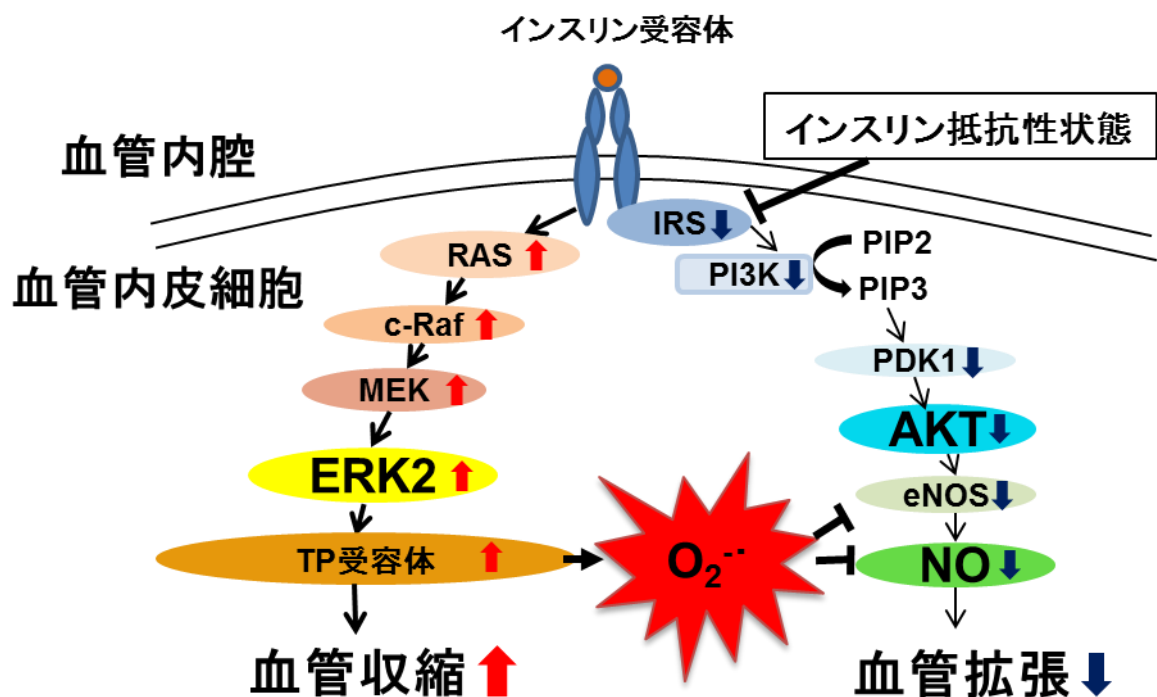 インスリン受容体
インスリン抵抗性状態
血管内腔
血管内皮細胞
IRS
RAS
PI3K
PIP2
PIP3
c-Raf
PDK1
MEK
AKT
ERK2
eNOS
TP受容体
O₂⁻·
NO
血管収縮
血管拡張